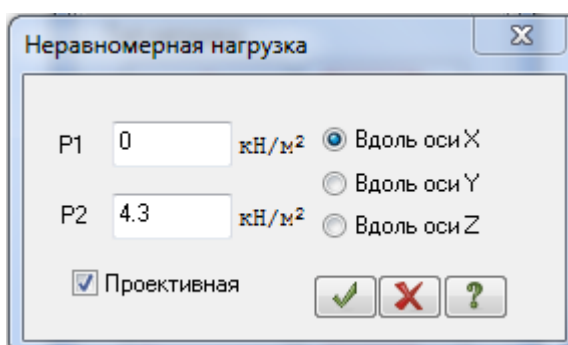 Неравномерная нагрузка
P1 0 кН/м² Вдоль оси X
Вдоль оси Y
P2 4.3 кН/м² Вдоль оси Z
Проективная ?